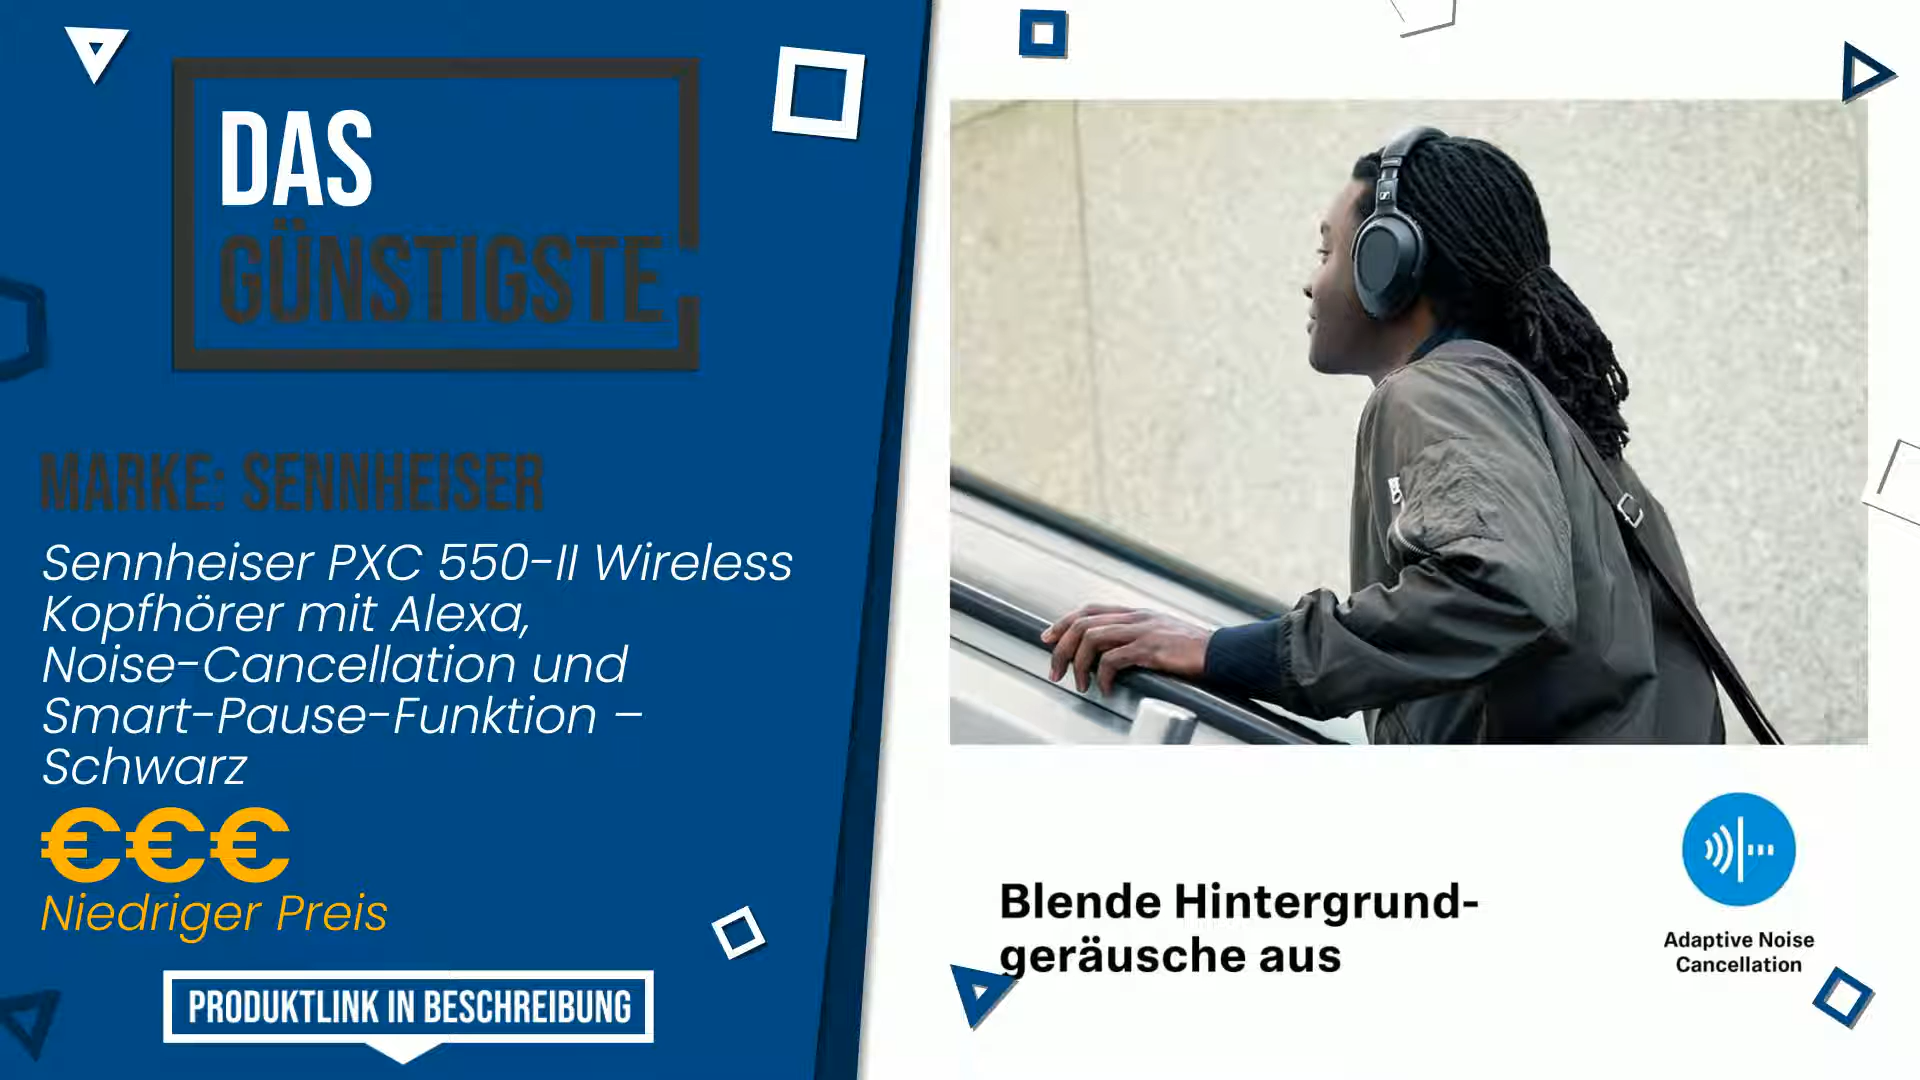 DAS
GÜNSTIGSTE
MARKE: SENNHEISER
Sennheiser PXC 550-II Wireless
Kopfhörer mit Alexa,
Noise-Cancellation und
Smart-Pause-Funktion –
Schwarz
€€€
Niedriger Preis
PRODUKTLINK IN BESCHREIBUNG
Blende Hintergrund-
geräusche aus
Adaptive Noise
Cancellation